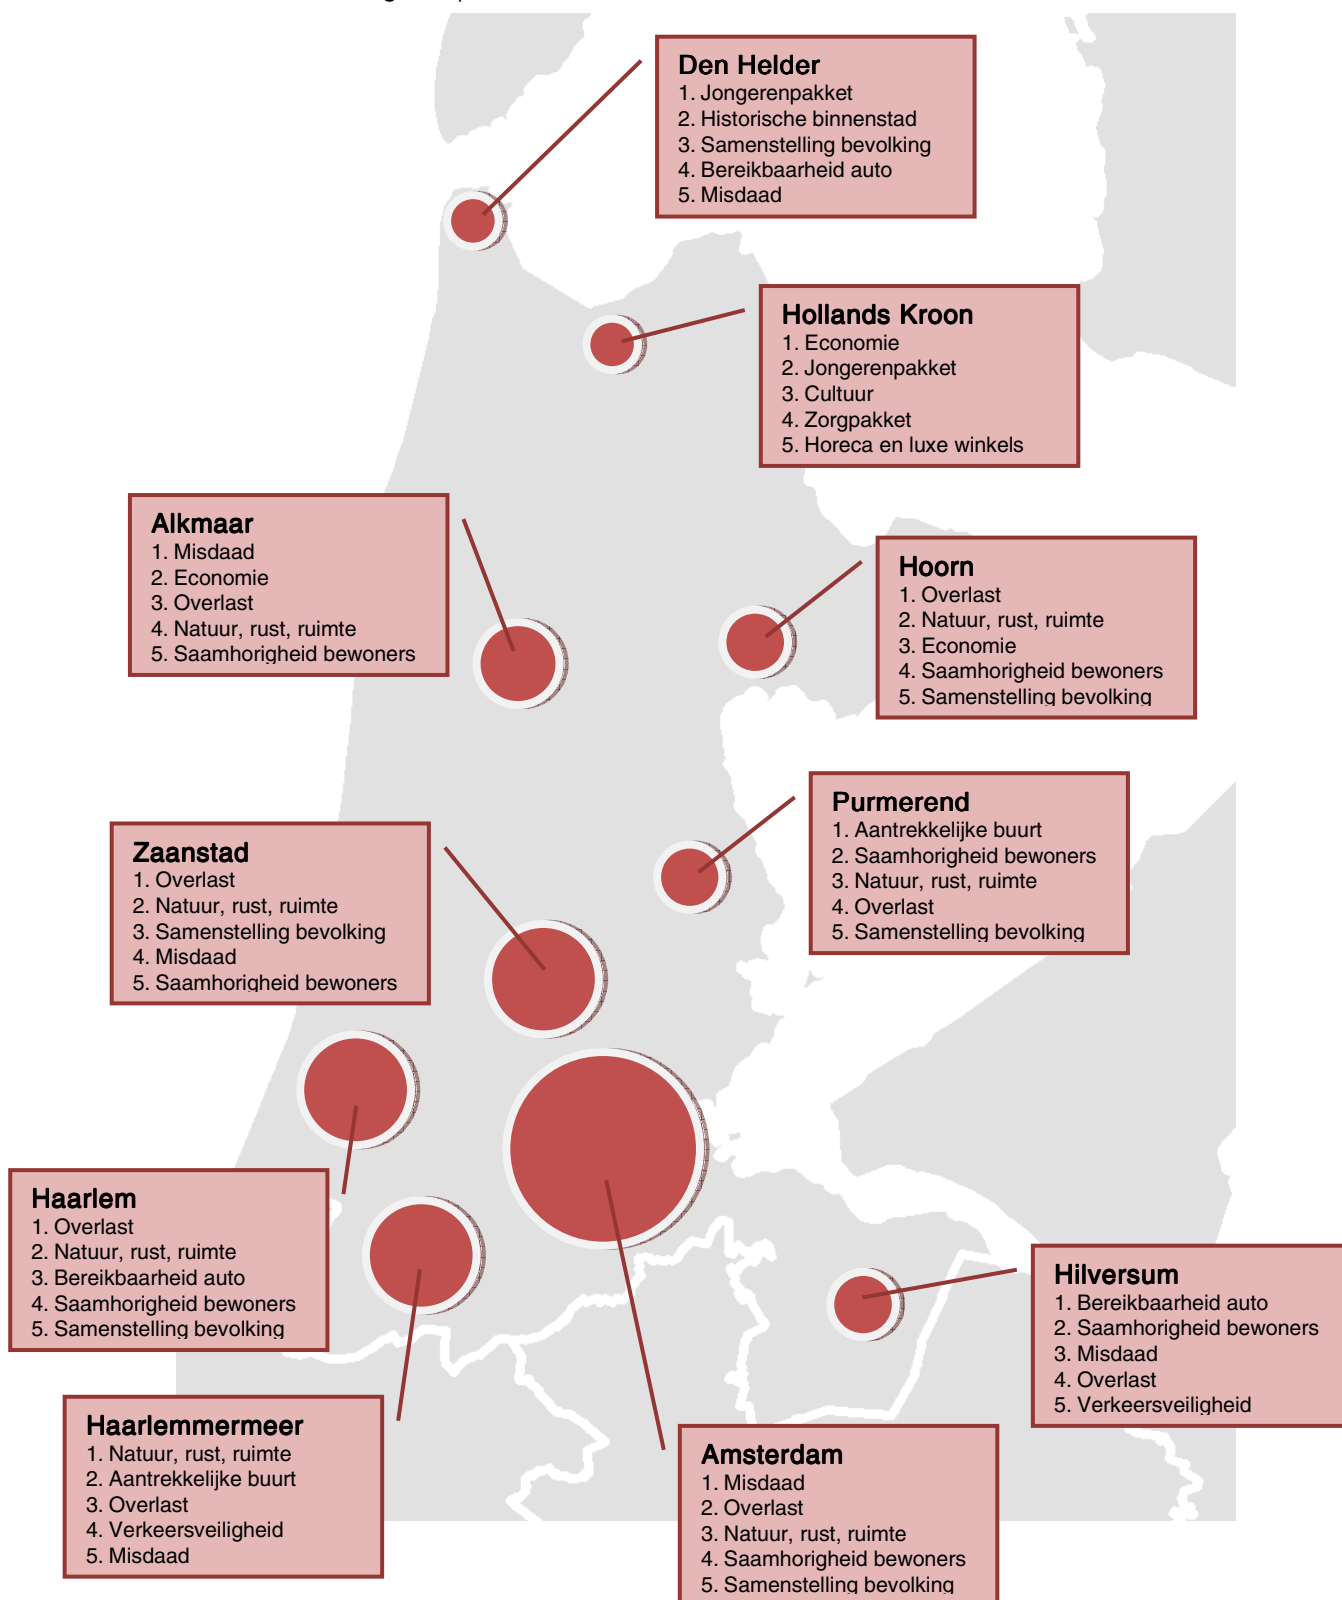 Den Helder
1. Jongerenpakket
2. Historische binnenstad
3. Samenstelling bevolking
4. Bereikbaarheid auto
5. Misdaad
Hollands Kroon
1. Economie
2. Jongerenpakket
3. Cultuur
4. Zorgpakket
5. Horeca en luxe winkels
Alkmaar
1. Misdaad
2. Economie
3. Overlast
4. Natuur, rust, ruimte
5. Saamhorigheid bewoners
Hoorn
1. Overlast
2. Natuur, rust, ruimte
3. Economie
4. Saamhorigheid bewoners
5. Samenstelling bevolking
Purmerend
1. Aantrekkelijke buurt
2. Saamhorigheid bewoners
3. Natuur, rust, ruimte
4. Overlast
5. Samenstelling bevolking
Zaanstad
1. Overlast
2. Natuur, rust, ruimte
3. Samenstelling bevolking
4. Misdaad
5. Saamhorigheid bewoners
Haarlem
1. Overlast
2. Natuur, rust, ruimte
3. Bereikbaarheid auto
4. Saamhorigheid bewoners
5. Samenstelling bevolking
Hilversum
1. Bereikbaarheid auto
2. Saamhorigheid bewoners
3. Misdaad
4. Overlast
5. Verkeersveiligheid
Haarlemmermeer
1. Natuur, rust, ruimte
2. Aantrekkelijke buurt
3. Overlast
4. Verkeersveiligheid
5. Misdaad
Amsterdam
1. Misdaad
2. Overlast
3. Natuur, rust, ruimte
4. Saamhorigheid bewoners
5. Samenstelling bevolking